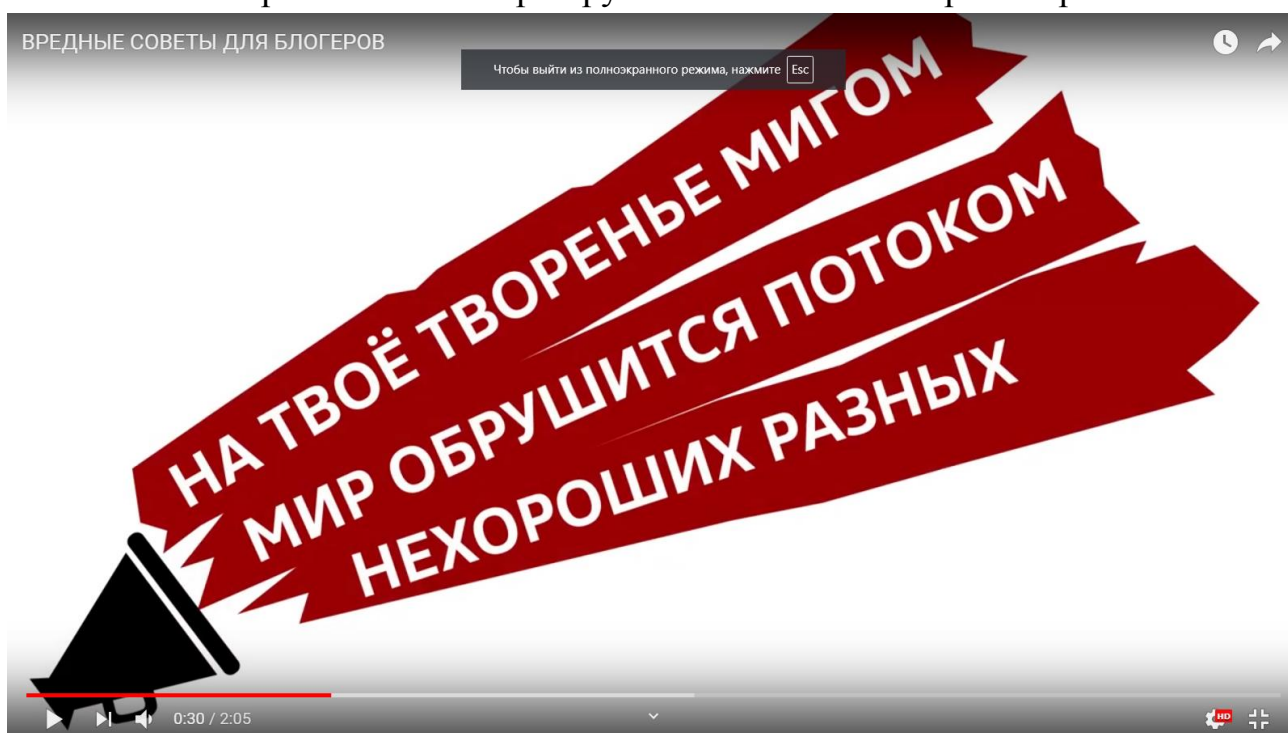 ВРЕДНЫЕ СОВЕТЫ ДЛЯ БЛОГЕРОВ
Чтобы выйти из полноэкранного режима, нажмите Esc
НА ТВОЁ ТВОРЕНЬЕ МИГОМ
МИР ОБРУШИТСЯ ПОТОКОМ
НЕХОРОШИХ РАЗНЫХ
0:30 / 2:05
HD